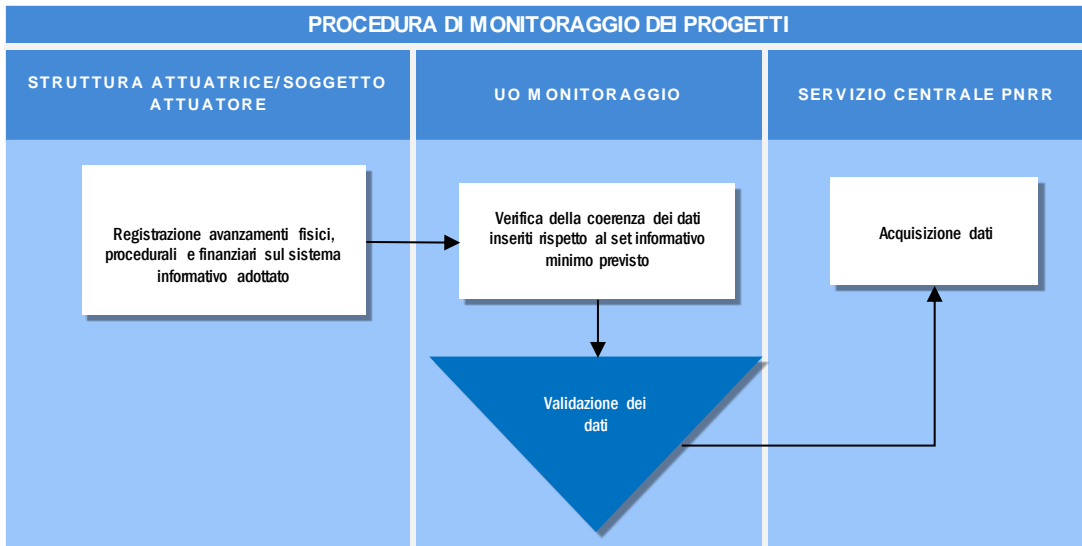 PROCEDURA DI MONITORAGGIO DEI PROGETTI
STRUTTURA ATTUATRICE/SOGGETTO
ATTUATORE
UO MONITORAGGIO
SERVIZIO CENTRALE PNRR
Registrazione avanzamenti fisici,
procedurali e finanziari sul sistema
informativo adottato
Verifica della coerenza dei dati
inseriti rispetto al set informativo
minimo previsto
Acquisizione dati
Validazione dei
dati